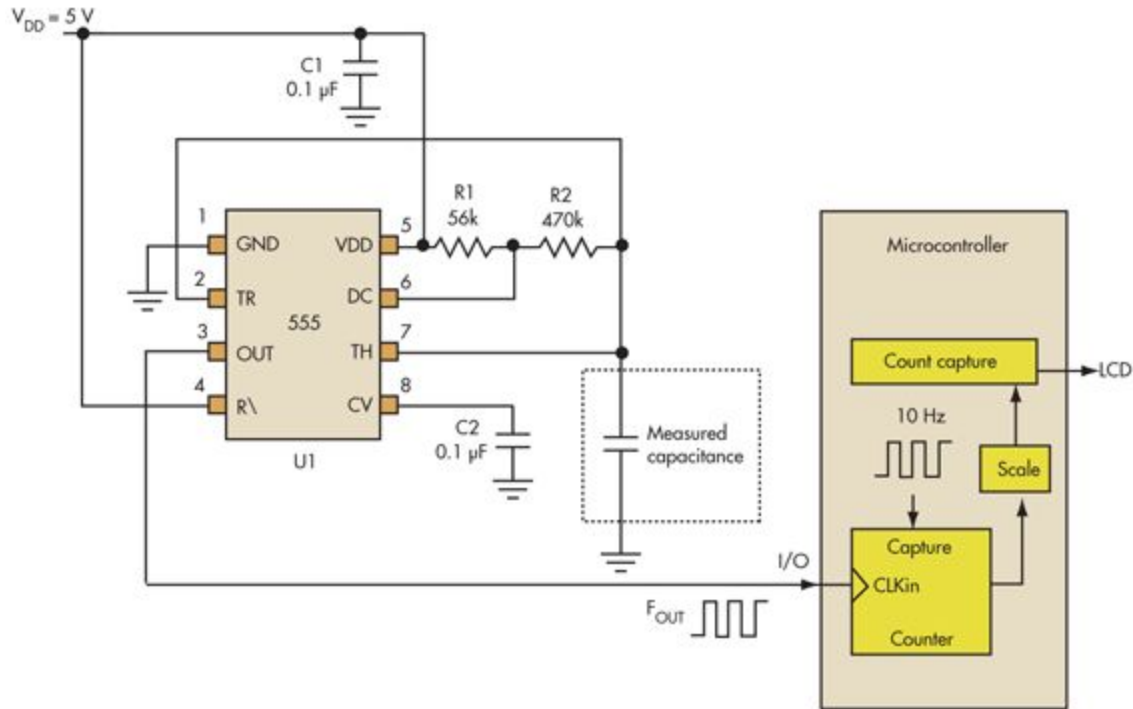 V_DD = 5 V
C1
0.1 µF
R1
56k
R2
470k
1
GND
2
TR
3
OUT
4
R\
555
VDD
5
DC
6
TH
7
CV
8
U1
C2
0.1 µF
Measured
capacitance
Microcontroller
Count capture
LCD
10 Hz
Scale
Capture
CLKin
Counter
I/O
F_OUT